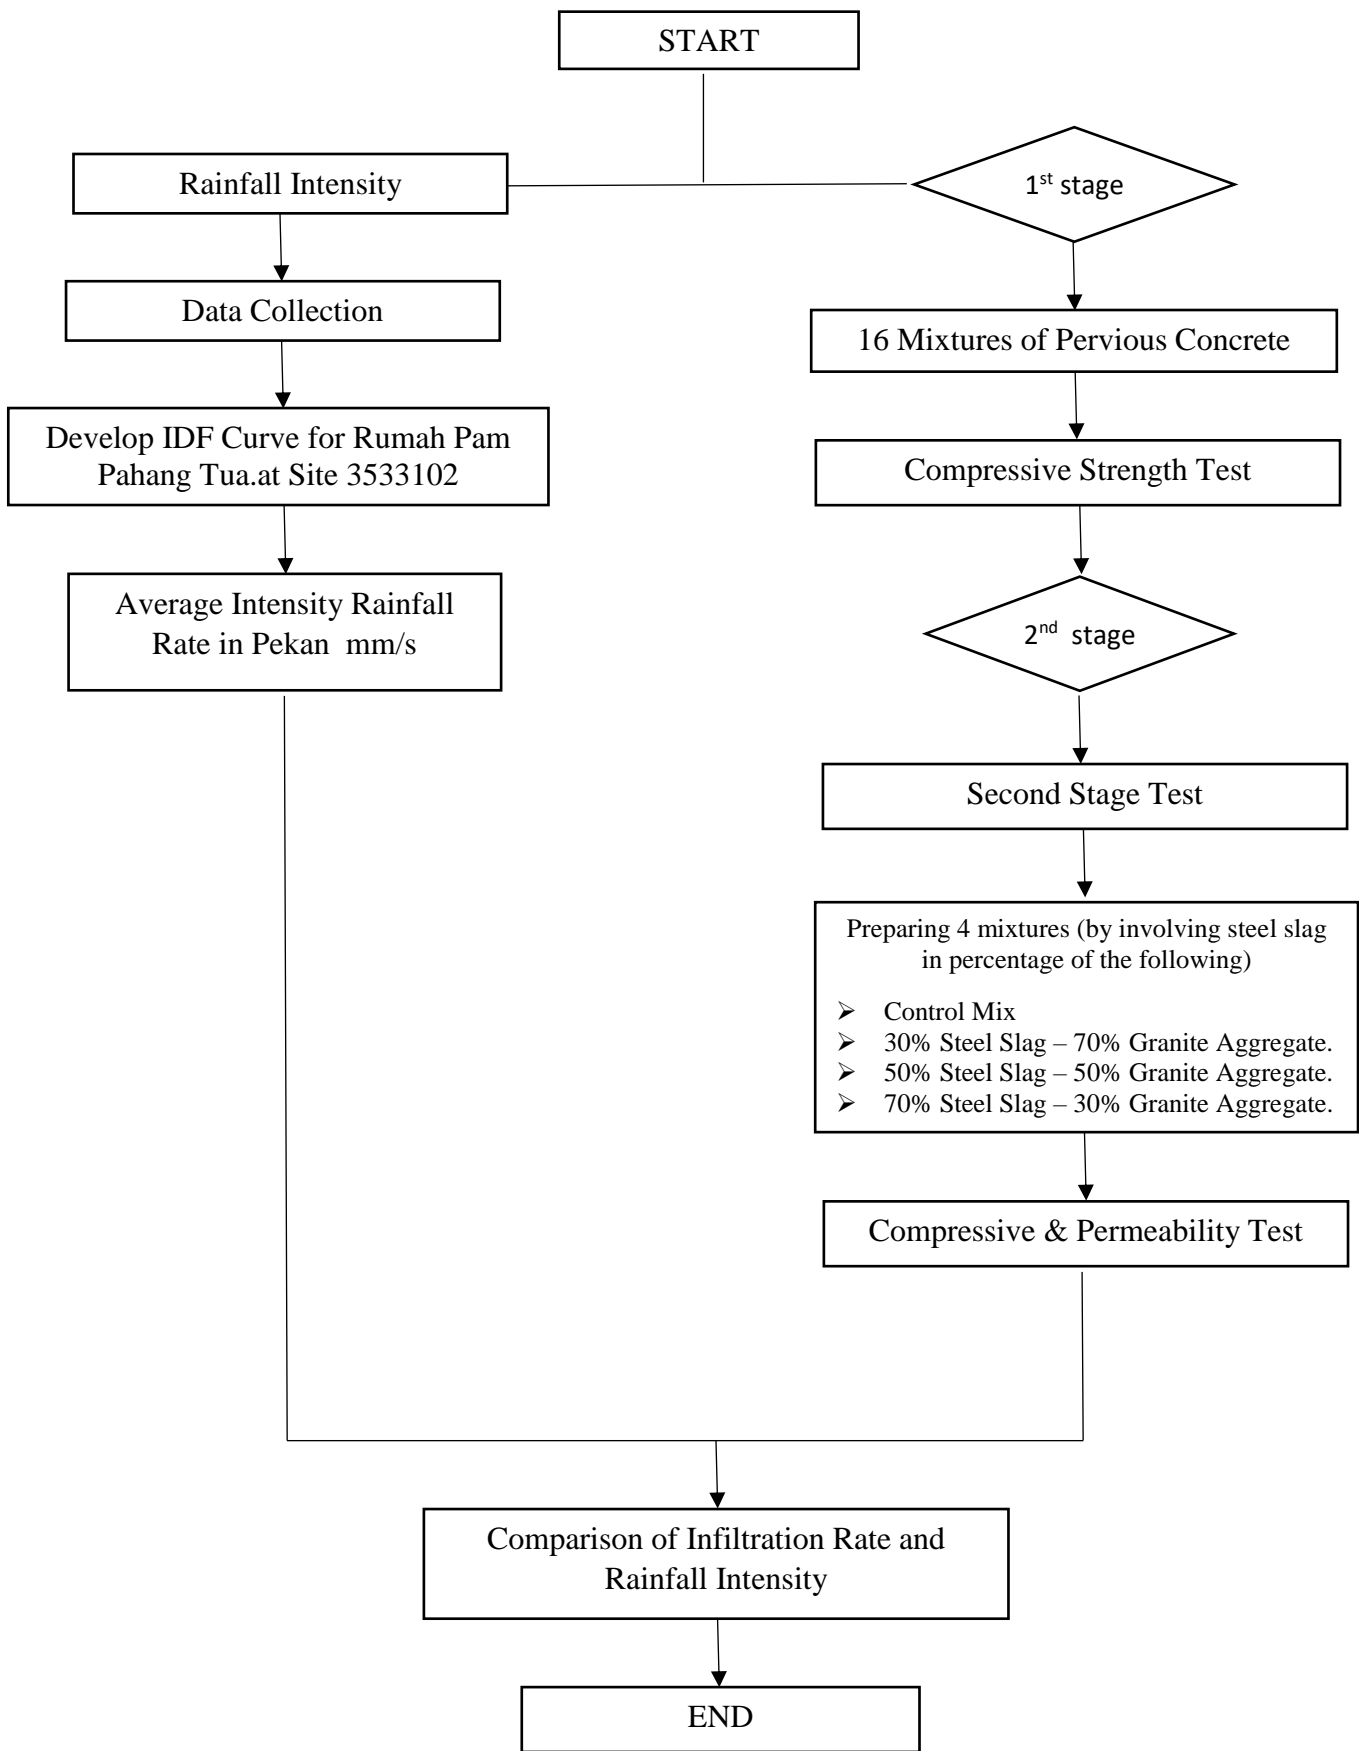 START
Rainfall Intensity
Data Collection
Develop IDF Curve for Rumah Pam
Pahang Tua.at Site 3533102
Average Intensity Rainfall
Rate in Pekan mm/s
1st stage
16 Mixtures of Pervious Concrete
Compressive Strength Test
2nd stage
Second Stage Test
Preparing 4 mixtures (by involving steel slag
in percentage of the following)
➢ Control Mix
➢ 30% Steel Slag – 70% Granite Aggregate.
➢ 50% Steel Slag – 50% Granite Aggregate.
➢ 70% Steel Slag – 30% Granite Aggregate.
Compressive & Permeability Test
Comparison of Infiltration Rate and
Rainfall Intensity
END